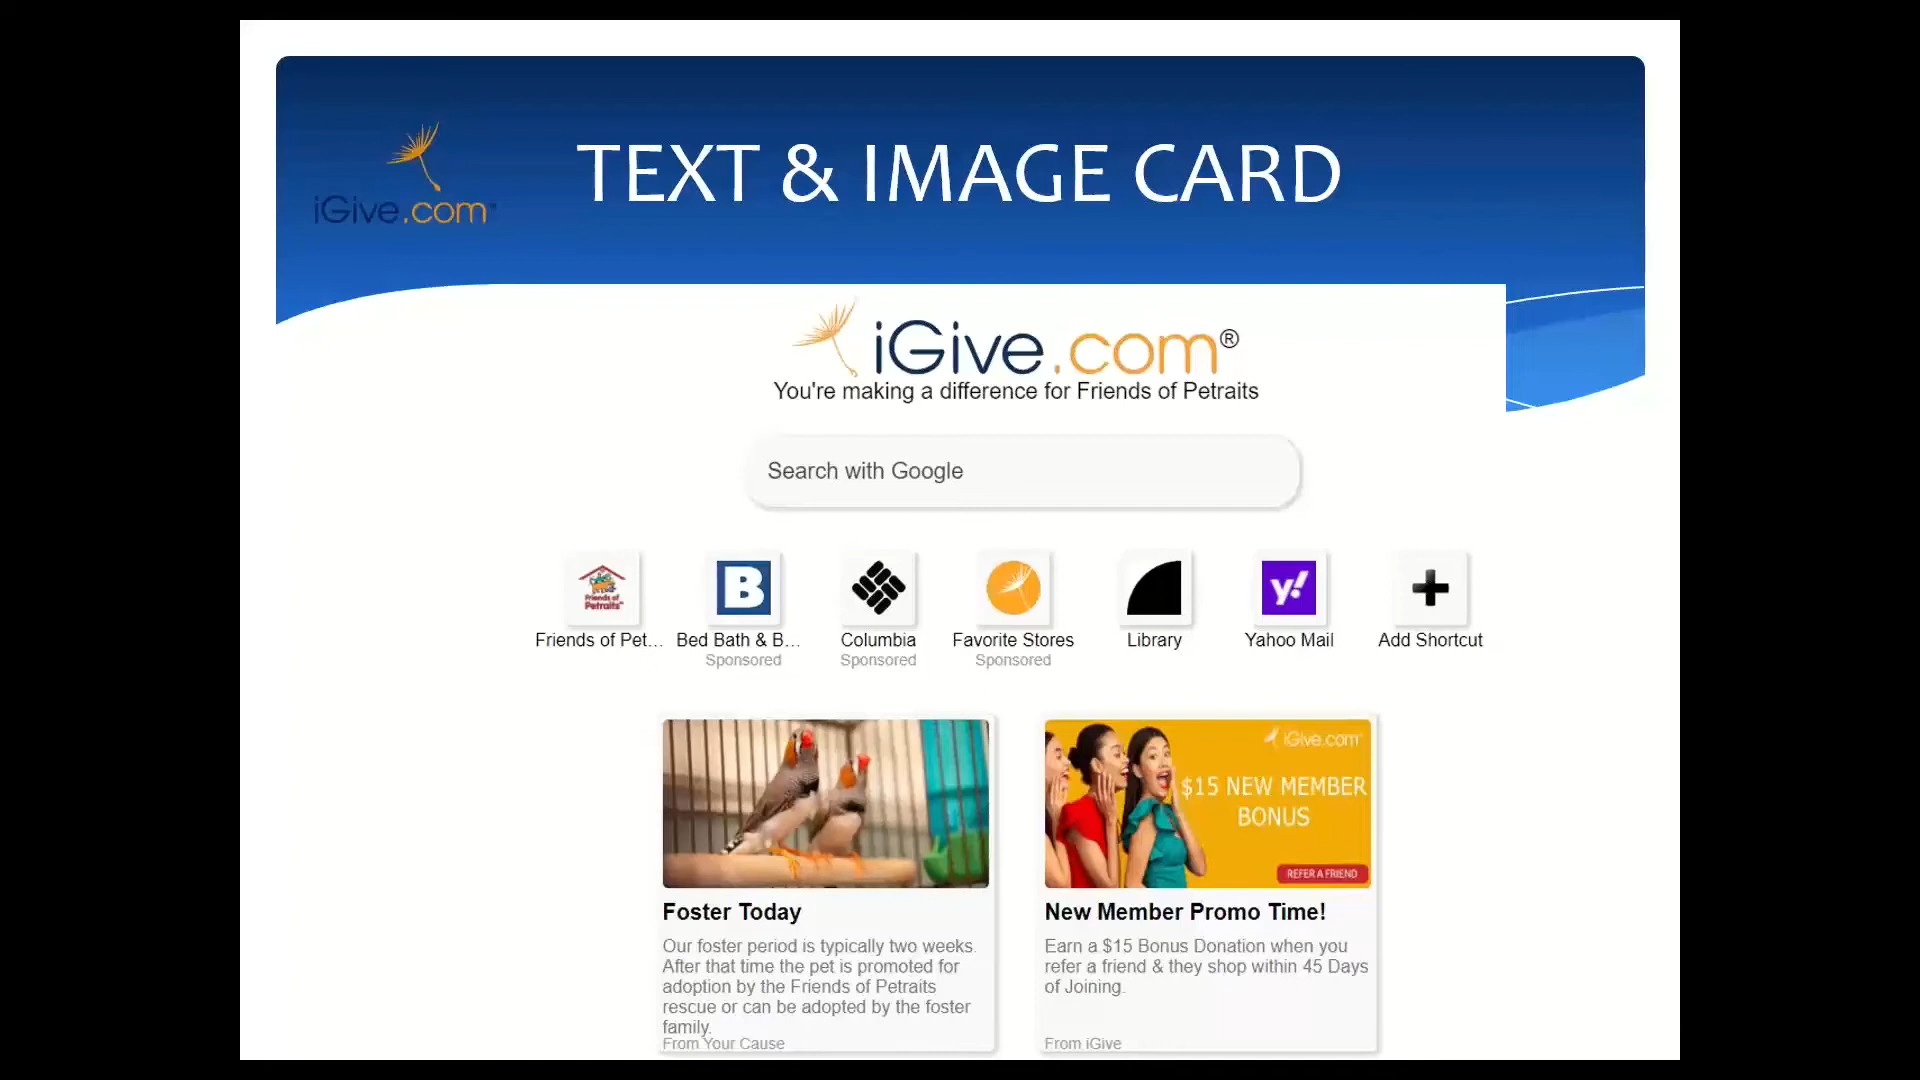 iGive.com
TEXT & IMAGE CARD
iGive.com®
You're making a difference for Friends of Petraits
Search with Google
Friends of Petraits
Friends of Pet...
Bed Bath & B...
Sponsored
Columbia
Sponsored
Favorite Stores
Sponsored
Library
y!
Yahoo Mail
Add Shortcut
Foster Today
Our foster period is typically two weeks.
After that time the pet is promoted for
adoption by the Friends of Petraits
rescue or can be adopted by the foster
family.
From Your Cause
iGive.com
$15 NEW MEMBER
BONUS
REFER A FRIEND
New Member Promo Time!
Earn a $15 Bonus Donation when you
refer a friend & they shop within 45 Days
of Joining.
From iGive